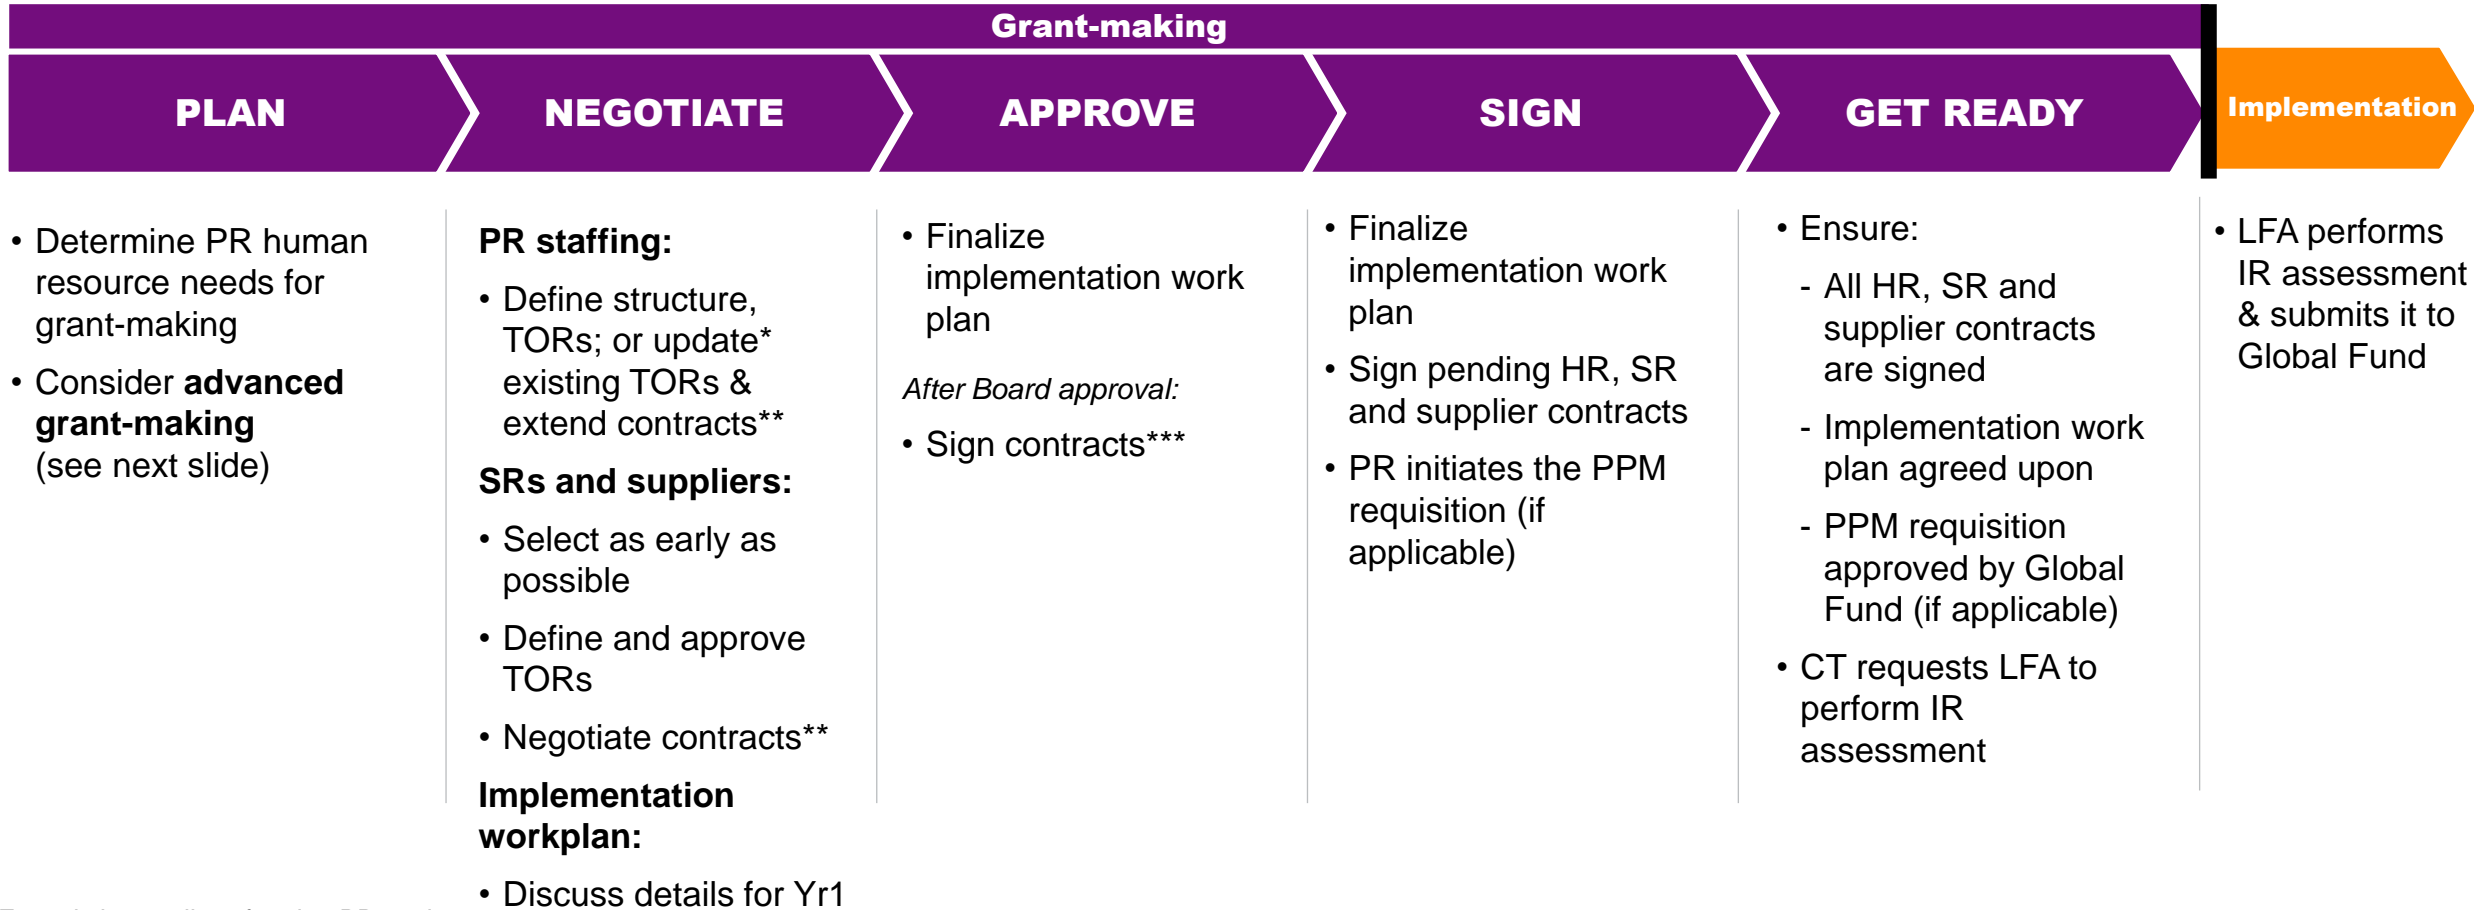 Grant-making
PLAN
NEGOTIATE
APPROVE
SIGN
GET READY
Implementation
• Determine PR human
resource needs for
grant-making
• Consider advanced
grant-making
(see next slide)
PR staffing:
• Define structure,
TORs; or update*
existing TORs &
extend contracts**
SRs and suppliers:
• Select as early as
possible
• Define and approve
TORs
• Negotiate contracts**
Implementation
workplan:
• Discuss details for Yr1
• Finalize
implementation work
plan
After Board approval:
• Sign contracts***
• Finalize
implementation work
plan
• Sign pending HR, SR
and supplier contracts
• PR initiates the PPM
requisition (if
applicable)
• Ensure:
- All HR, SR and
supplier contracts
are signed
- Implementation work
plan agreed upon
- PPM requisition
approved by Global
Fund (if applicable)
• CT requests LFA to
perform IR
assessment
• LFA performs
IR assessment
& submits it to
Global Fund